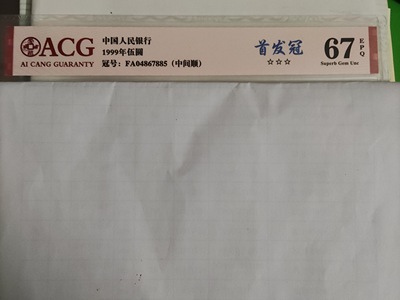 ACG
AI CANG GUARANTY
中国人民银行
1999年伍圆
冠号: FA04867885 (中间顺)
首发冠
☆☆☆
67 EPQ
Superb Gem Unc